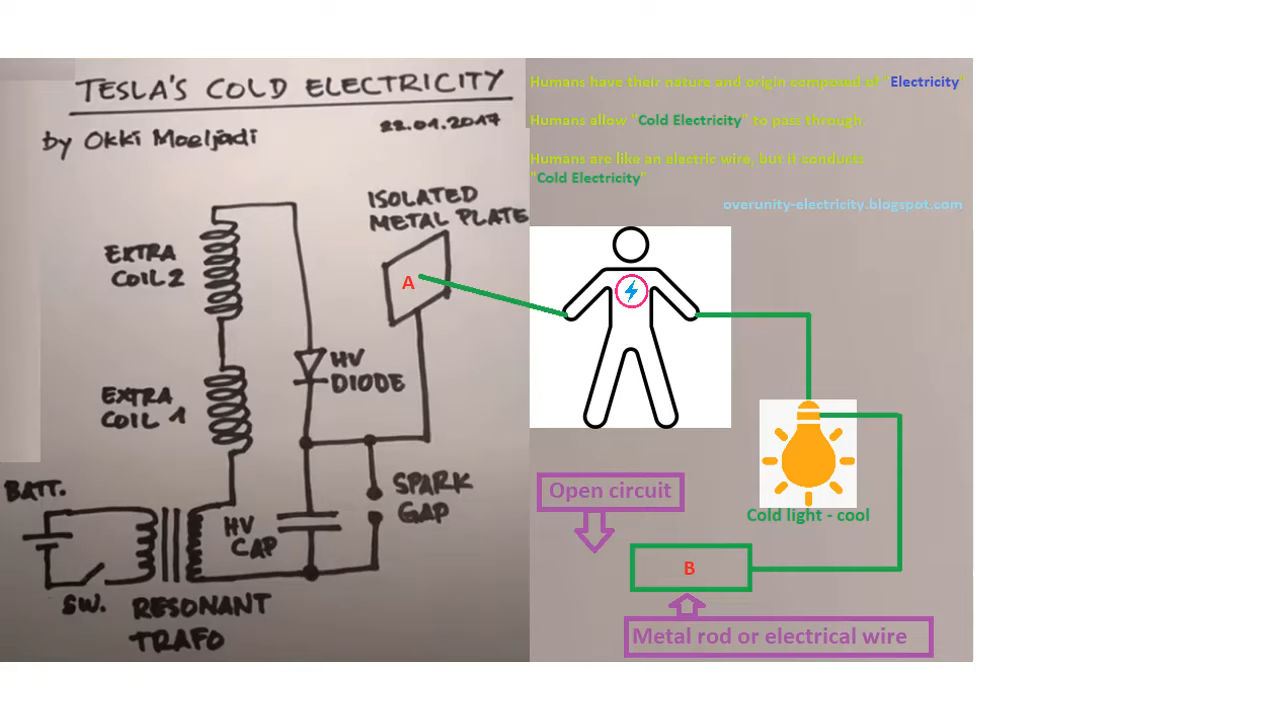 TESLA'S COLD ELECTRICITY
by Okki Moeljadi
22.01.2017
ISOLATED
METAL PLATE
A
EXTRA
COIL 2
HV
DIODE
EXTRA
COIL 1
BATT.
SPARK
GAP
HV
CAP
SW.
RESONANT
TRAFO
Humans have their nature and origin composed of "Electricity"
Humans allow "Cold Electricity" to pass through.
Humans are like an electric wire, but it conducts
"Cold Electricity"
overunity-electricity.blogspot.com
Open circuit
Cold light - cool
B
Metal rod or electrical wire